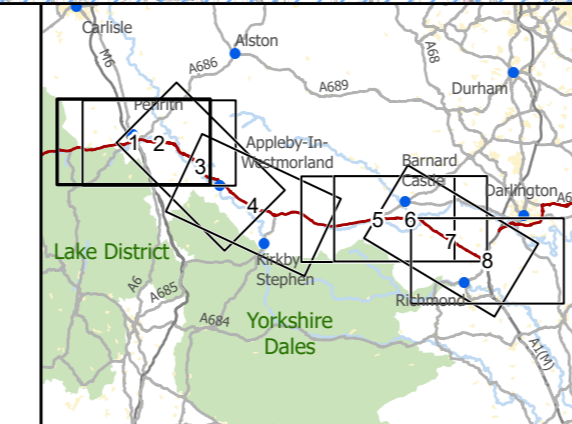 Carlisle
M6
Alston
A686
A689
A68
Durham
Penrith
1
2
3
Appleby-In-
Westmorland
4
Barnard
Castle
Darlington
A6
5
6
7
8
Lake District
Kirkby
Stephen
Richmond
A6
A685
A684
Yorkshire
Dales
A1(M)